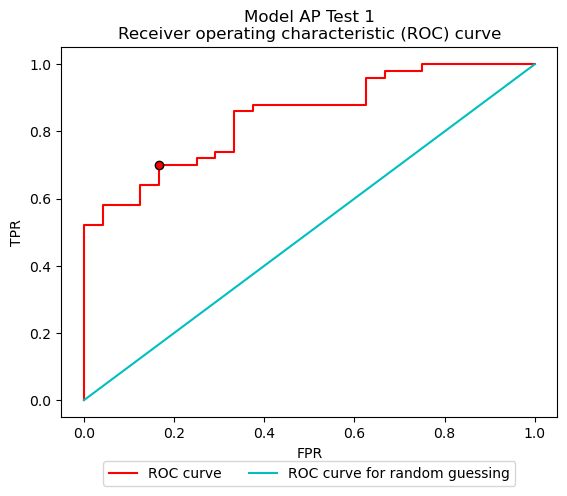 Model AP Test 1
Receiver operating characteristic (ROC) curve
1.0
0.8
0.6
0.4
0.2
0.0
TPR
0.0 0.2 0.4 0.6 0.8 1.0
FPR
ROC curve ROC curve for random guessing